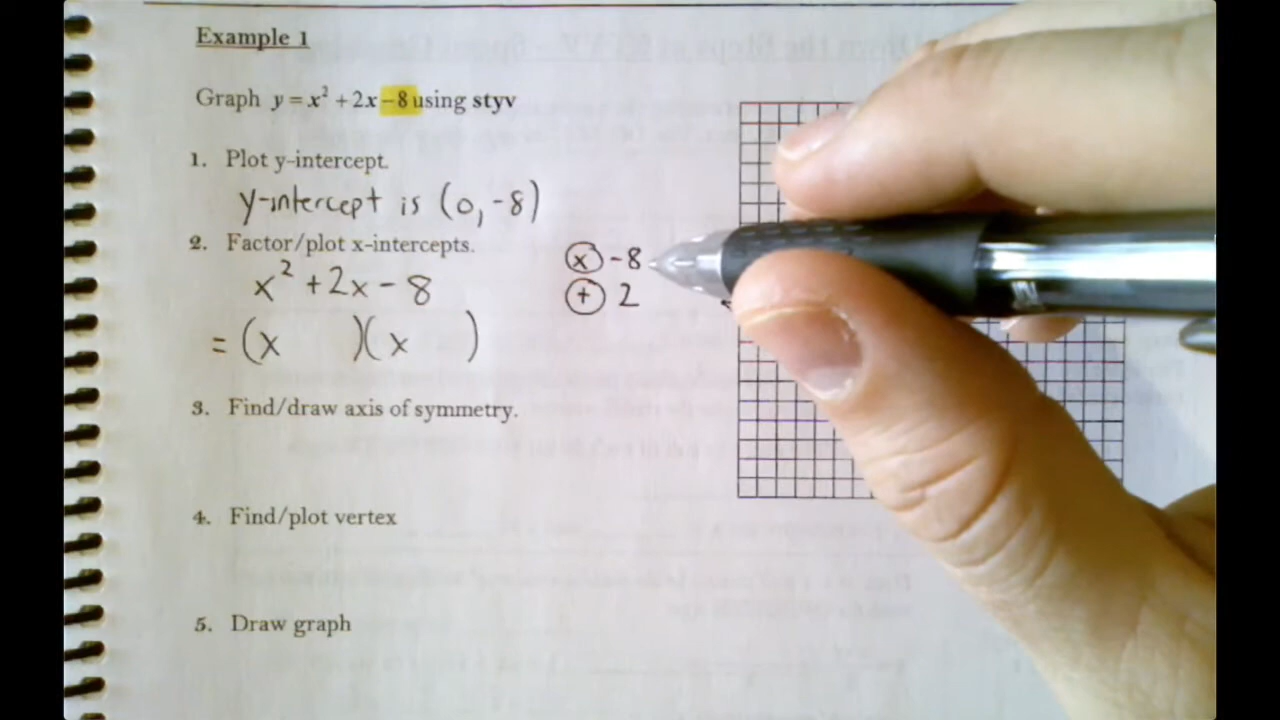 Example 1
Graph y = x² + 2x - 8 using styv
1. Plot y-intercept.
y-intercept is (0, -8)
2. Factor/plot x-intercepts.
x² + 2x - 8
= (x )(x )
x -8
+ 2
3. Find/draw axis of symmetry.
4. Find/plot vertex
5. Draw graph